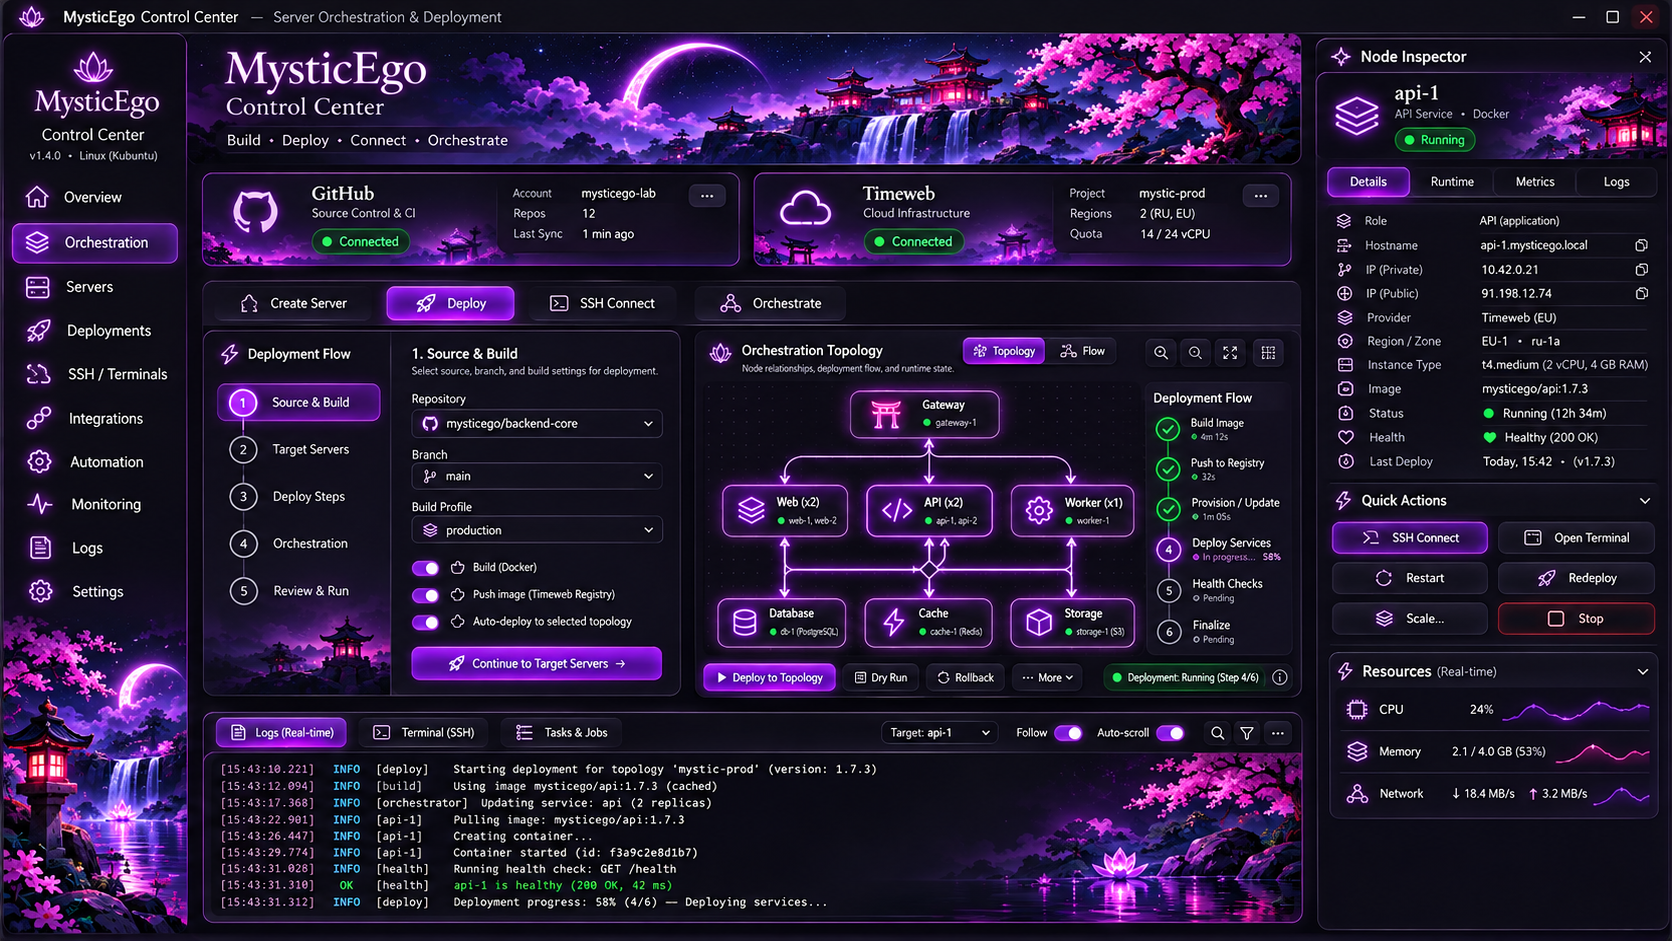 MysticEgo Control Center — Server Orchestration & Deployment
MysticEgo
Control Center
v1.4.0 • Linux (Kubuntu)
Overview
Orchestration
Servers
Deployments
SSH / Terminals
Integrations
Automation
Monitoring
Logs
Settings
MysticEgo
Control Center
Build • Deploy • Connect • Orchestrate
GitHub
Source Control & CI
Connected
Account mysticego-lab
Repos 12
Last Sync 1 min ago
Timeweb
Cloud Infrastructure
Connected
Project mystic-prod
Regions 2 (RU, EU)
Quota 14 / 24 vCPU
Create Server
Deploy
SSH Connect
Orchestrate
Deployment Flow
1 Source & Build
2 Target Servers
3 Deploy Steps
4 Orchestration
5 Review & Run
1. Source & Build
Select source, branch, and build settings for deployment.
Repository
mysticego/backend-core
Branch
main
Build Profile
production
Build (Docker)
Push image (Timeweb Registry)
Auto-deploy to selected topology
Continue to Target Servers →
Orchestration Topology
Node relationships, deployment flow, and runtime state.
Topology
Flow
Gateway
gateway-1
Web (x2)
web-1, web-2
API (x2)
api-1, api-2
Worker (x1)
worker-1
Database
db-1 (PostgreSQL)
Cache
cache-1 (Redis)
Storage
storage-1 (S3)
Deployment Flow
Build Image
4m 12s
Push to Registry
32s
Provision / Update
1m 05s
4 Deploy Services
In progress... 58%
5 Health Checks
Pending
6 Finalize
Pending
Deploy to Topology
Dry Run
Rollback
More
Deployment: Running (Step 4/6)
Logs (Real-time)
Terminal (SSH)
Tasks & Jobs
Target: api-1
Follow
Auto-scroll
[15:43:10.221] INFO [deploy] Starting deployment for topology 'mystic-prod' (version: 1.7.3)
[15:43:12.094] INFO [build] Using image mysticego/api:1.7.3 (cached)
[15:43:17.368] INFO [orchestrator] Updating service: api (2 replicas)
[15:43:22.901] INFO [api-1] Pulling image: mysticego/api:1.7.3
[15:43:26.447] INFO [api-1] Creating container...
[15:43:29.774] INFO [api-1] Container started (id: f3a9c2e8d1b7)
[15:43:31.028] INFO [health] Running health check: GET /health
[15:43:31.310] OK [health] api-1 is healthy (200 OK, 42 ms)
[15:43:31.312] INFO [deploy] Deployment progress: 58% (4/6) — Deploying services...
Node Inspector
api-1
API Service • Docker
Running
Details
Runtime
Metrics
Logs
Role API (application)
Hostname api-1.mysticego.local
IP (Private) 10.42.0.21
IP (Public) 91.198.12.74
Provider Timeweb (EU)
Region / Zone EU-1 • ru-1a
Instance Type t4.medium (2 vCPU, 4 GB RAM)
Image mysticego/api:1.7.3
Status Running (12h 34m)
Health Healthy (200 OK)
Last Deploy Today, 15:42 • (v1.7.3)
Quick Actions
SSH Connect
Open Terminal
Restart
Redeploy
Scale...
Stop
Resources (Real-time)
CPU 24%
Memory 2.1 / 4.0 GB (53%)
Network ↓ 18.4 MB/s ↑ 3.2 MB/s